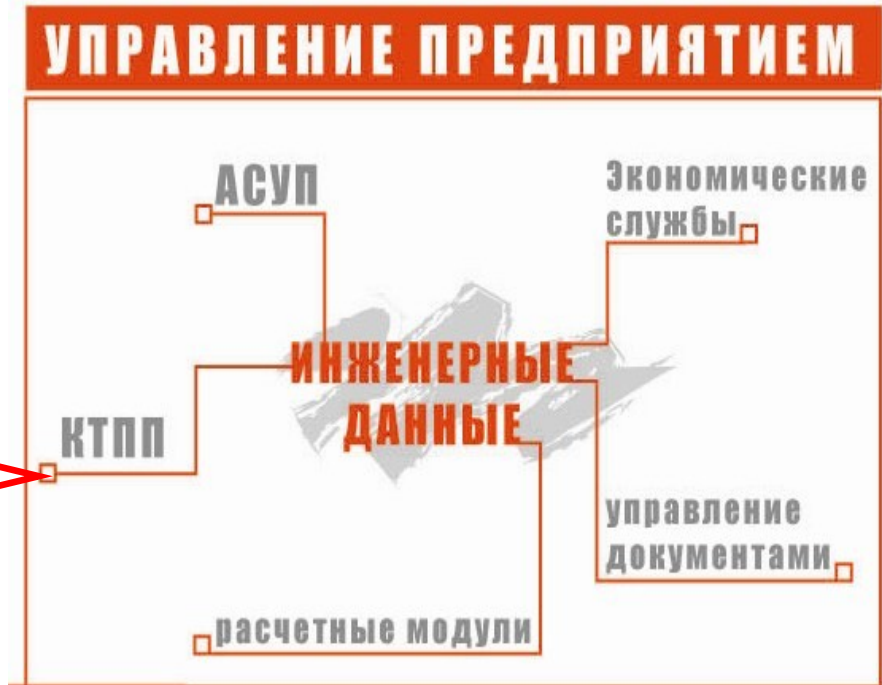 УПРАВЛЕНИЕ ПРЕДПРИЯТИЕМ
АСУП
Экономические
службы
ИНЖЕНЕРНЫЕ
ДАННЫЕ
КТПП
управление
документами
расчетные модули